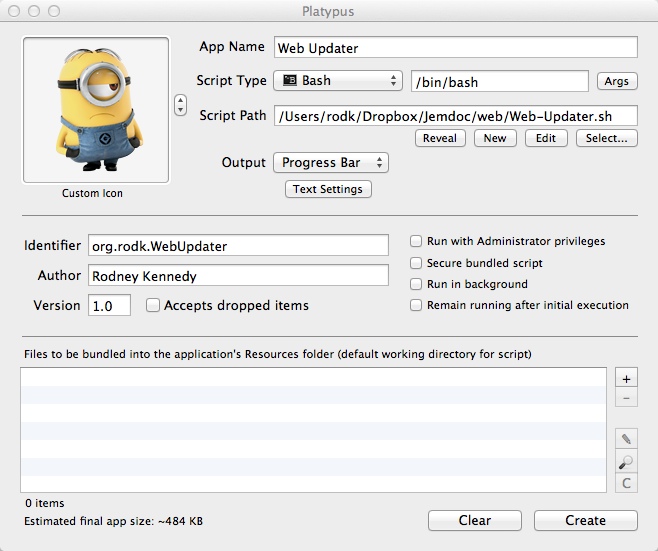 Platypus
App Name Web Updater
Script Type Bash /bin/bash Args
Script Path /Users/rodk/Dropbox/Jemdoc/web/Web-Updater.sh
Reveal New Edit Select...
Output Progress Bar
Text Settings
Custom Icon
Identifier org.rodk.WebUpdater
Author Rodney Kennedy
Version 1.0 Accepts dropped items
Run with Administrator privileges
Secure bundled script
Run in background
Remain running after initial execution
Files to be bundled into the application's Resources folder (default working directory for script)
+
-
C
0 items
Estimated final app size: ~484 KB
Clear Create